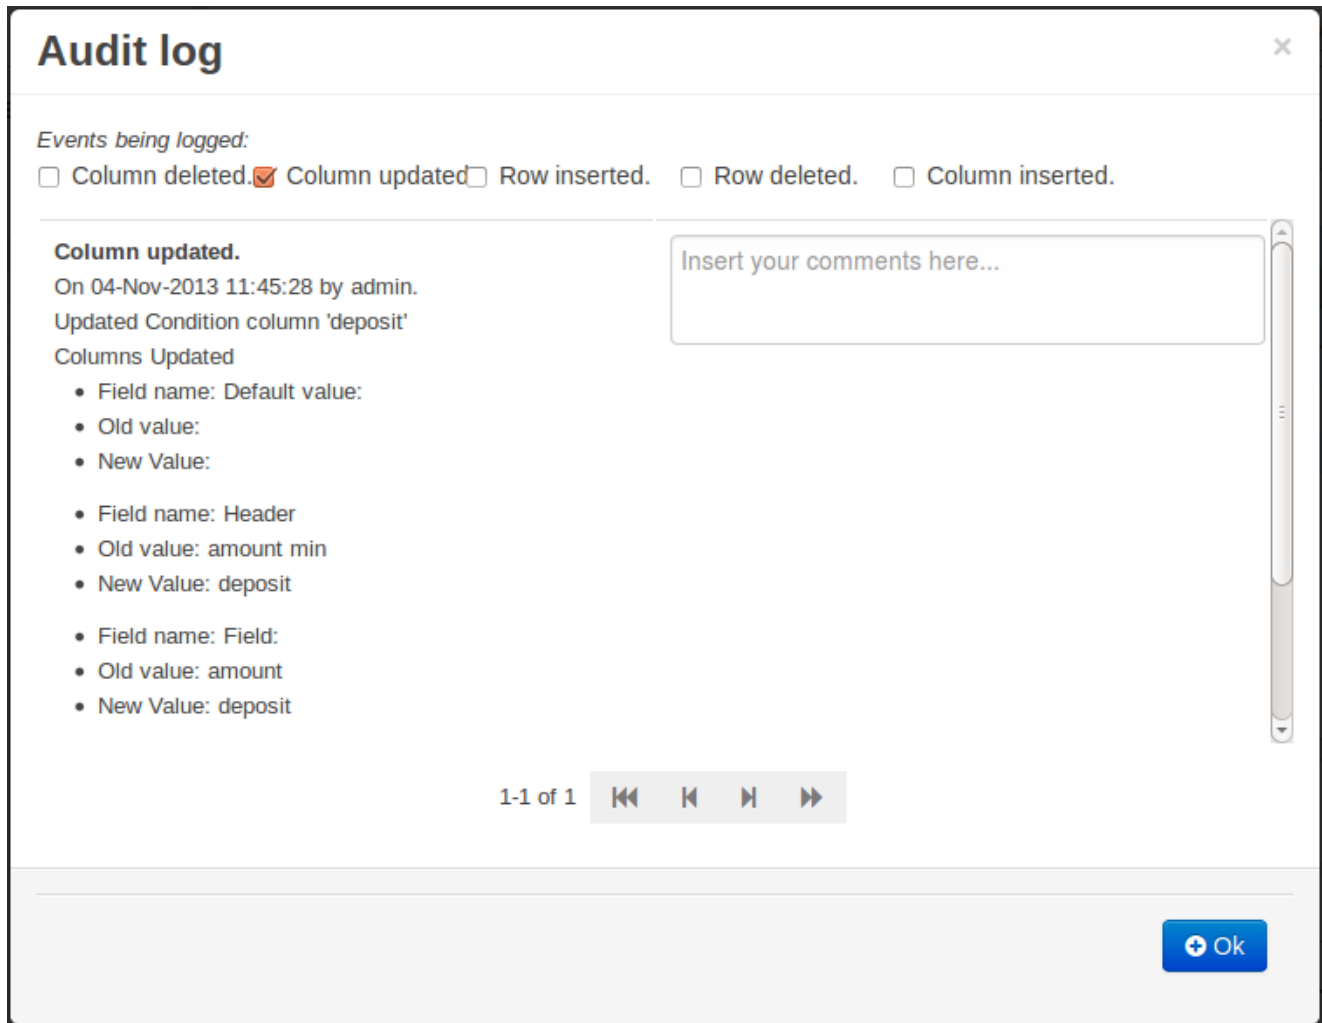 Audit log
×
Events being logged:
Column deleted. Column updated Row inserted. Row deleted. Column inserted.
Column updated.
On 04-Nov-2013 11:45:28 by admin.
Updated Condition column 'deposit'
Columns Updated
• Field name: Default value:
• Old value:
• New Value:
• Field name: Header
• Old value: amount min
• New Value: deposit
• Field name: Field:
• Old value: amount
• New Value: deposit
Insert your comments here...
1-1 of 1
Ok